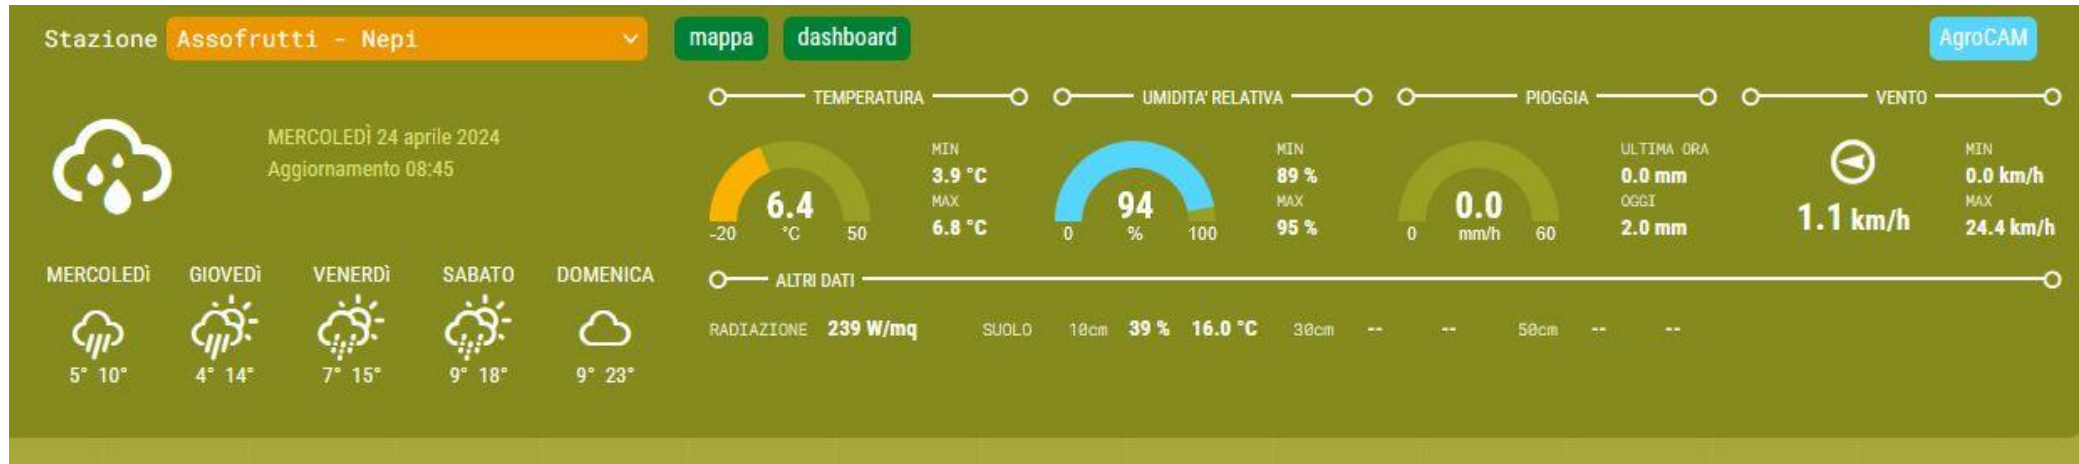 Stazione Assofrutti - Nepi mappa dashboard AgroCAM
MERCOLEDÌ 24 aprile 2024
Aggiornamento 08:45
TEMPERATURA
6.4
-20 °C 50
MIN
3.9 °C
MAX
6.8 °C
UMIDITA' RELATIVA
94
0 % 100
MIN
89 %
MAX
95 %
PIOGGIA
0.0
0 mm/h 60
ULTIMA ORA
0.0 mm
OGGI
2.0 mm
VENTO
1.1 km/h
MIN
0.0 km/h
MAX
24.4 km/h
MERCOLEDì GIOVEDì VENERDì SABATO DOMENICA
5° 10° 4° 14° 7° 15° 9° 18° 9° 23°
ALTRI DATI
RADIAZIONE 239 W/mq SUOLO 10cm 39 % 16.0 °C 30cm -- -- 50cm -- --